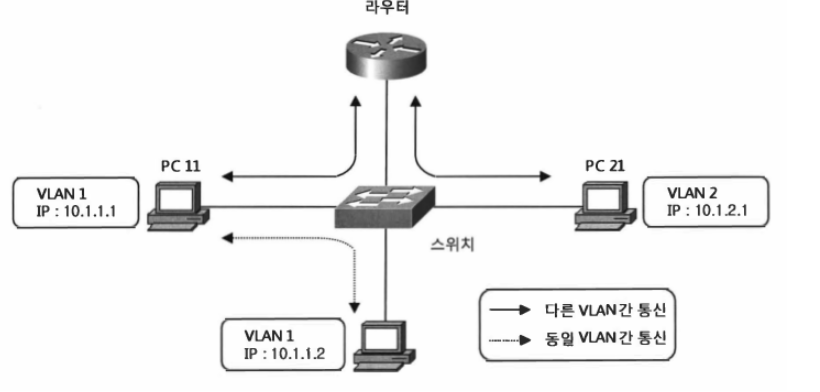 라우터
PC 11
PC 21
VLAN 1
IP : 10.1.1.1
VLAN 2
IP : 10.1.2.1
스위치
다른 VLAN간 통신
동일 VLAN간 통신
VLAN 1
IP : 10.1.1.2